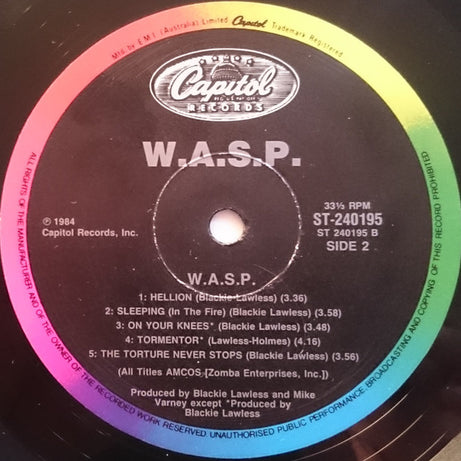 Mfd. by E.M.I. (Australia) Limited Capitol Trademark Registered
Capitol
RECORDS
W.A.S.P.
33⅓ RPM
ST-240195
ST 240195 B
SIDE 2
℗ 1984
Capitol Records, Inc.
W.A.S.P.
1: HELLION (Blackie Lawless) (3.36)
2: SLEEPING (In The Fire) (Blackie Lawless) (3.58)
3: ON YOUR KNEES* (Blackie Lawless) (3.48)
4: TORMENTOR* (Lawless-Holmes) (4.16)
5: THE TORTURE NEVER STOPS (Blackie Lawless) (3.56)
(All Titles AMCOS [Zomba Enterprises, Inc.])
Produced by Blackie Lawless and Mike
Varney except *Produced by
Blackie Lawless
ALL RIGHTS OF THE MANUFACTURER AND OF THE OWNER OF THE RECORDED WORK RESERVED. UNAUTHORISED PUBLIC PERFORMANCE, BROADCASTING AND COPYING OF THIS RECORD PROHIBITED.